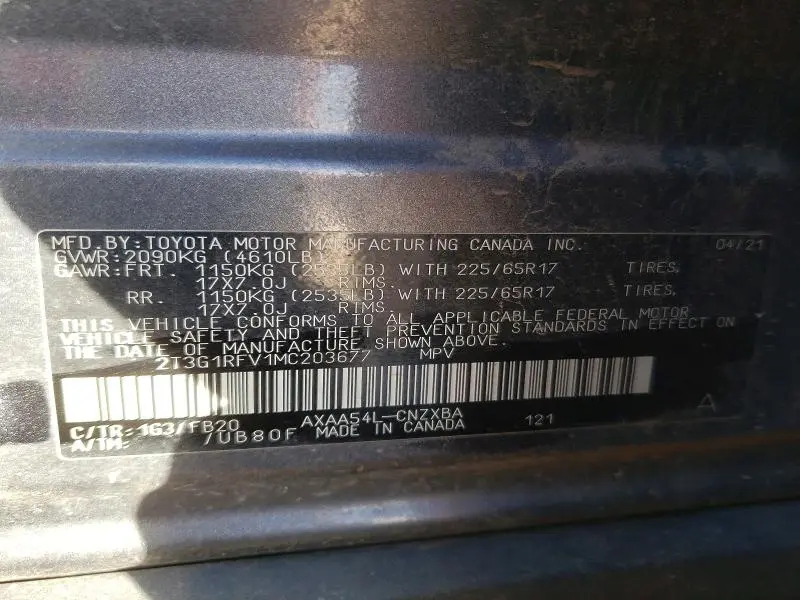 MFD.BY:TOYOTA MOTOR MANUFACTURING CANADA INC. 04/21
GVWR:2090KG (4610LB)
GAWR:FRT. 1150KG (2535LB) WITH 225/65R17 TIRES,
17X7.0J RIMS.
RR. 1150KG (2535LB) WITH 225/65R17 TIRES,
17X7.0J RIMS.
THIS VEHICLE CONFORMS TO ALL APPLICABLE FEDERAL MOTOR
VEHICLE SAFETY AND THEFT PREVENTION STANDARDS IN EFFECT ON
THE DATE OF MANUFACTURE SHOWN ABOVE.
2T3G1RFV1MC203677 MPV
C/TR:1G3/FB20 AXAA54L-CNZXBA 121 A
A/TM: /UB80F MADE IN CANADA